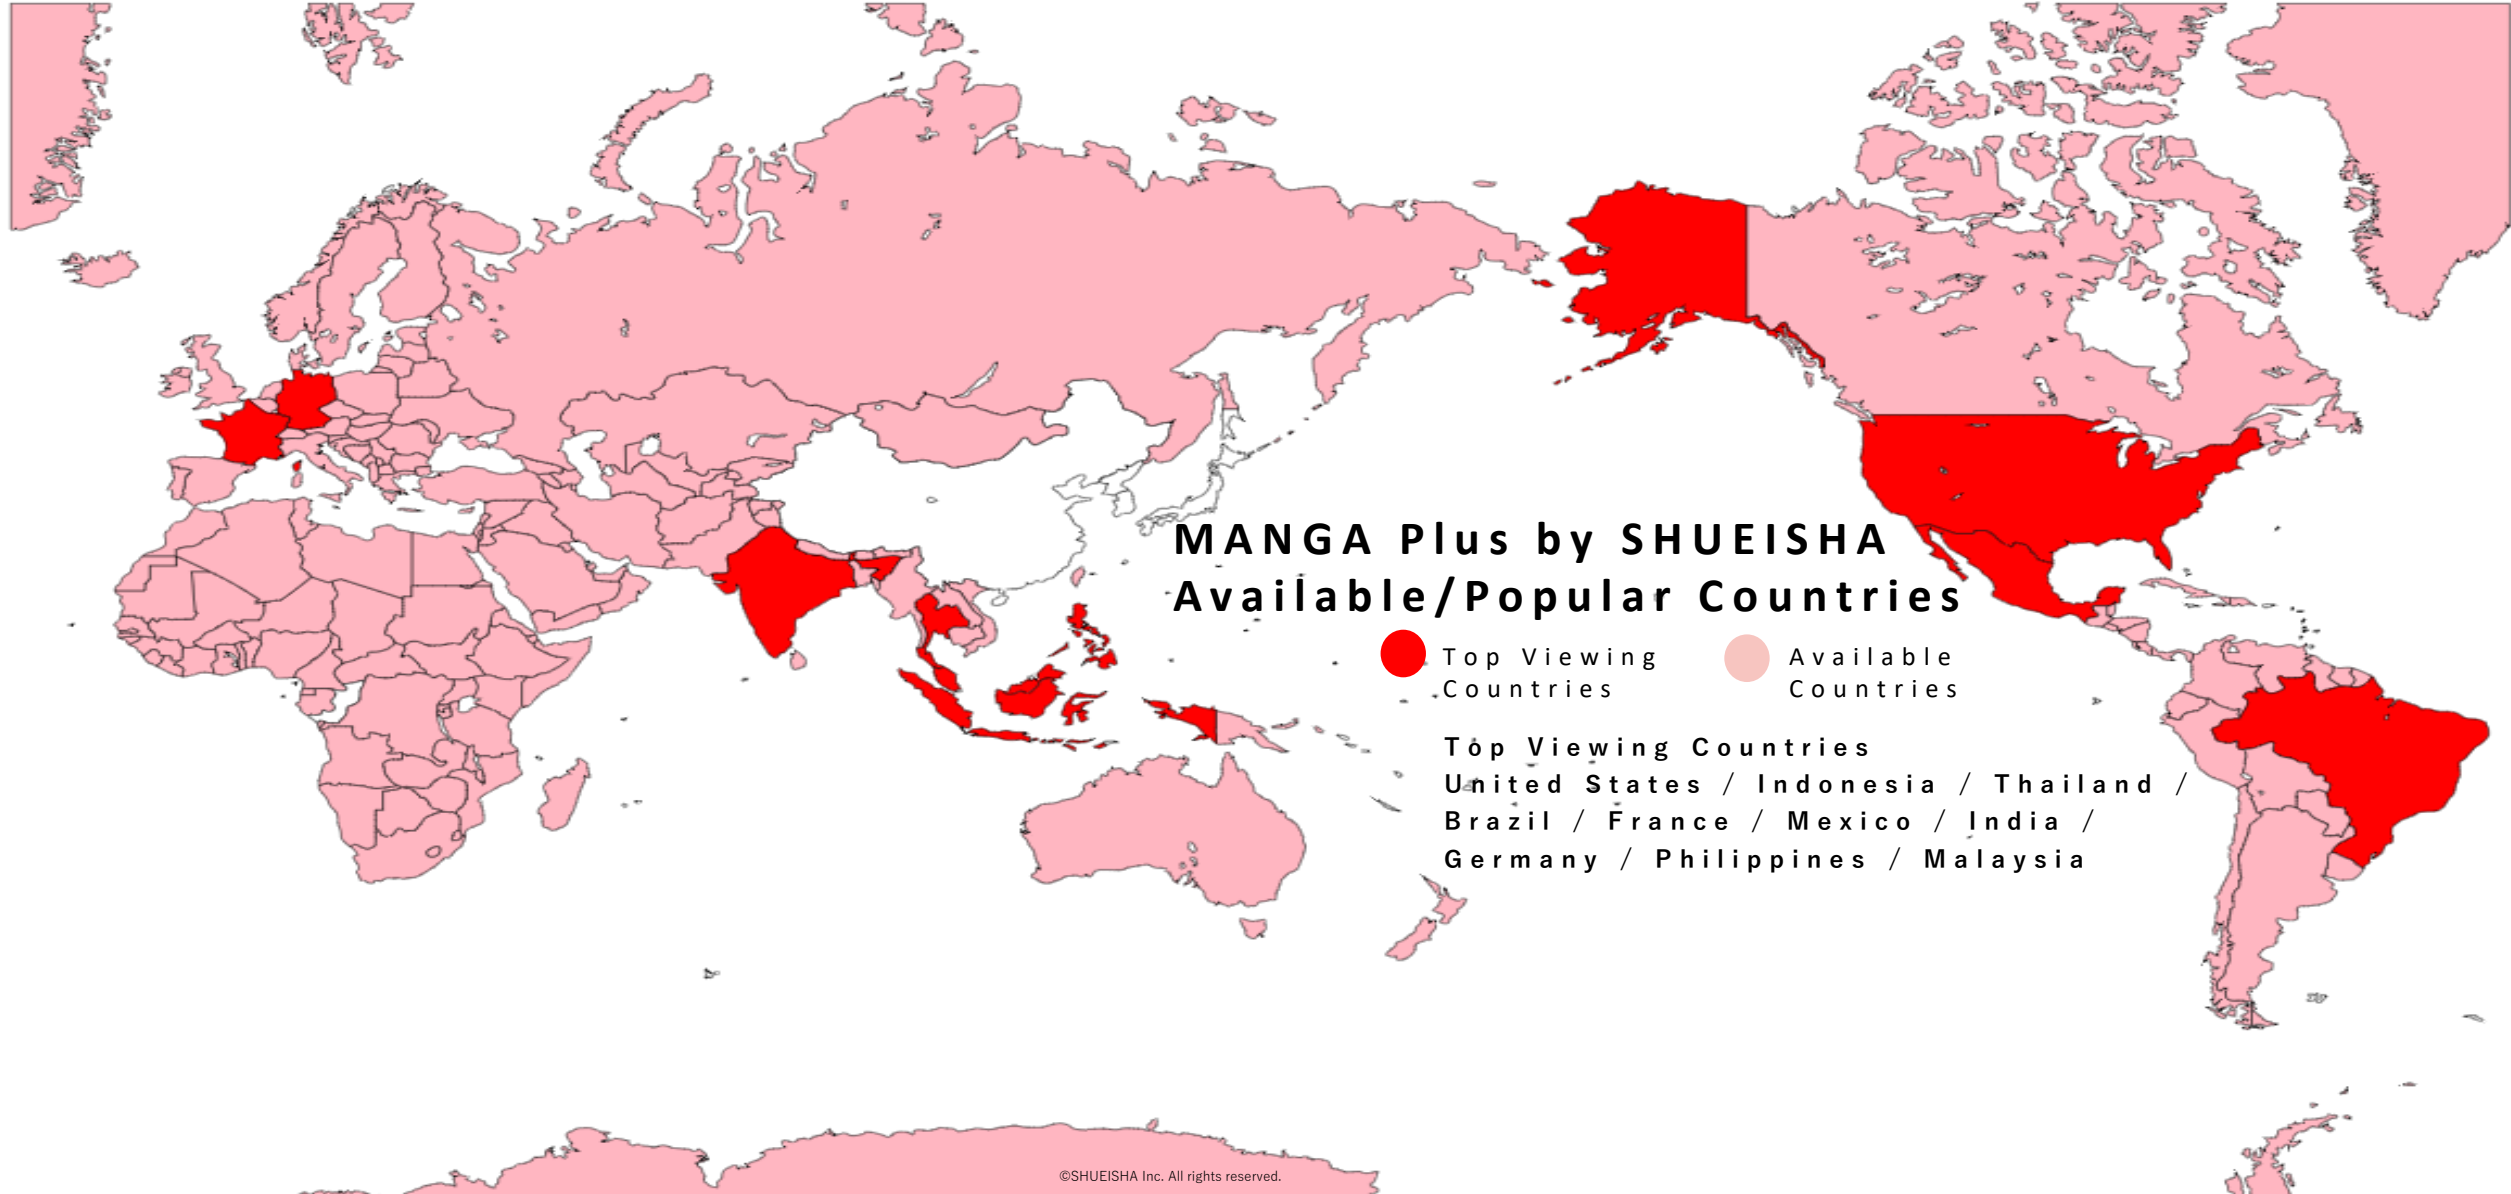 MANGA Plus by SHUEISHA
Available/Popular Countries
Top Viewing
Countries
Available
Countries
Top Viewing Countries
United States / Indonesia / Thailand /
Brazil / France / Mexico / India /
Germany / Philippines / Malaysia
©SHUEISHA Inc. All rights reserved.